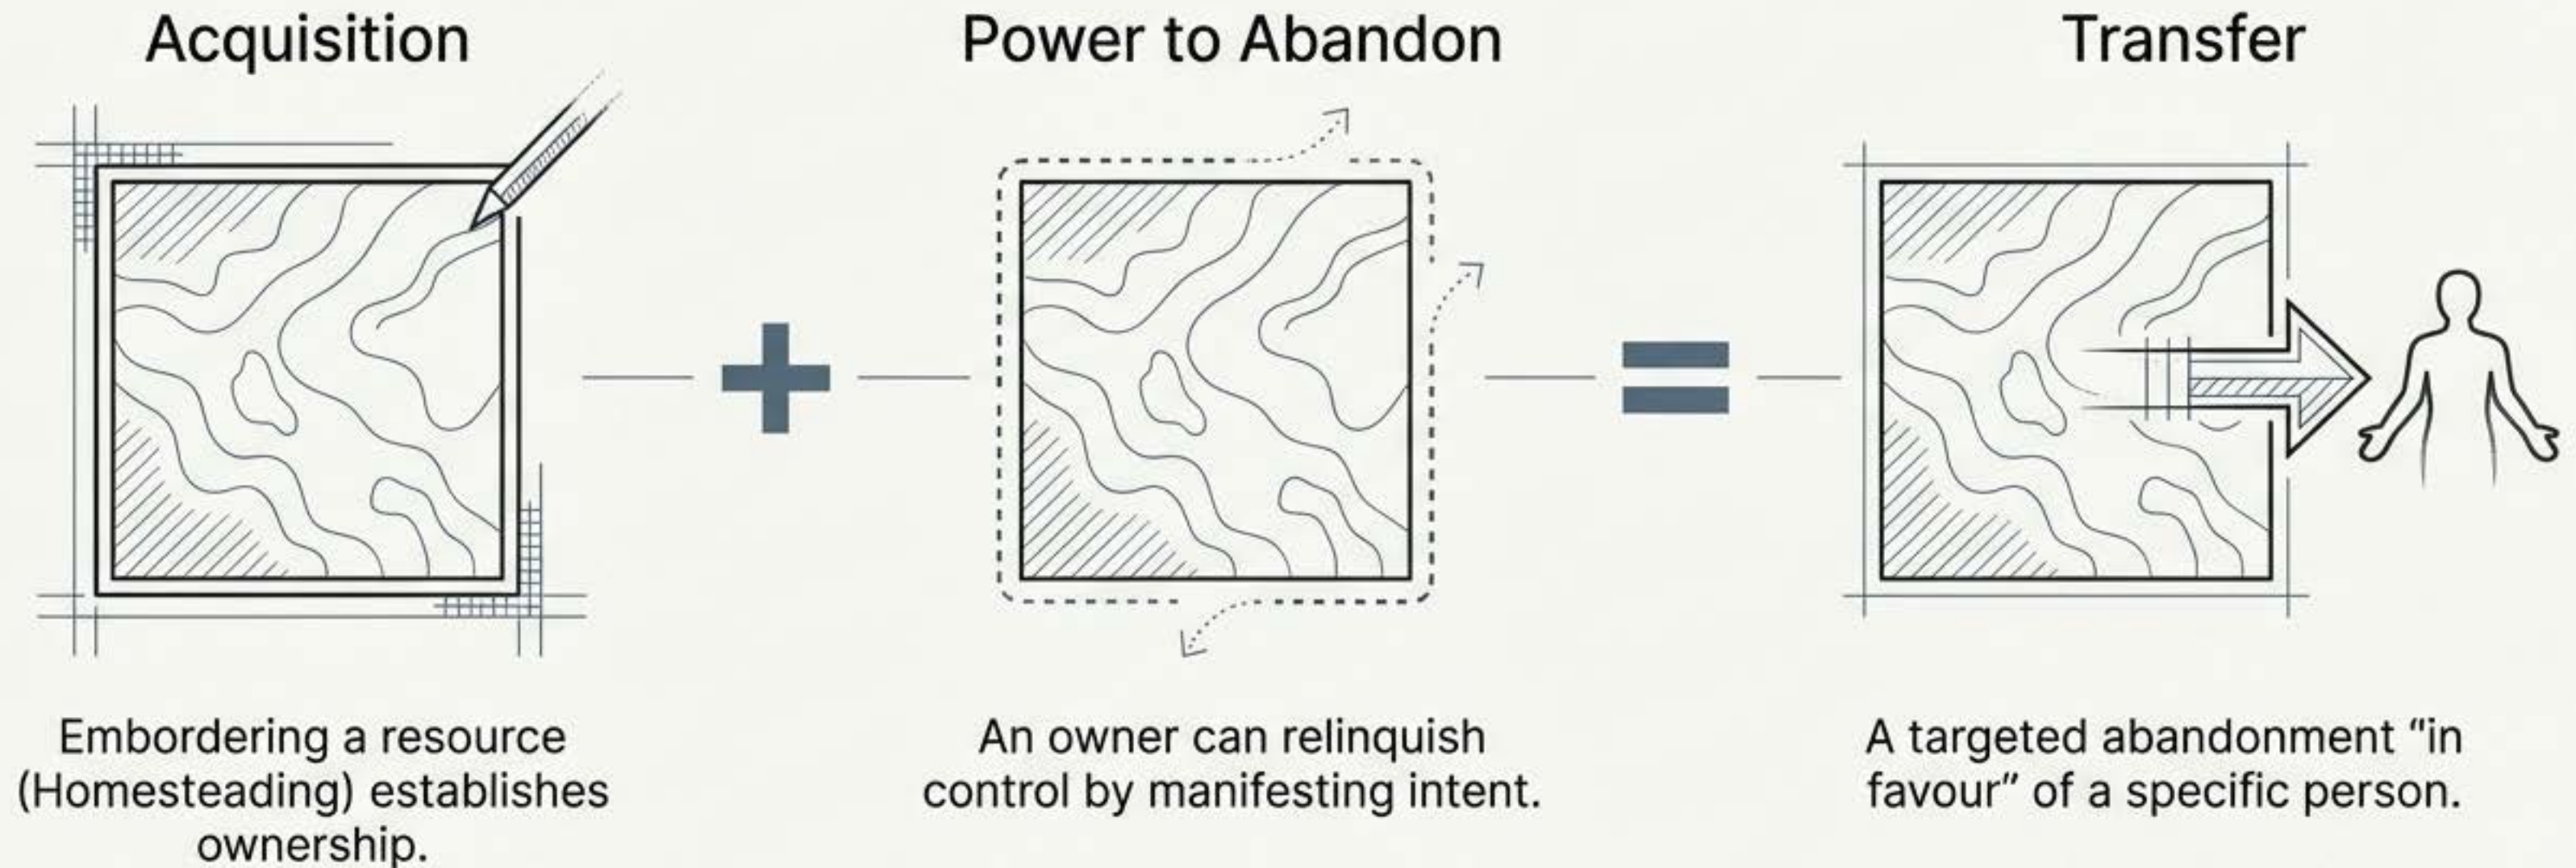 Acquisition
Embordering a resource
(Homesteading) establishes
ownership.
Power to Abandon
An owner can relinquish
control by manifesting intent.
Transfer
A targeted abandonment “in
favour” of a specific person.